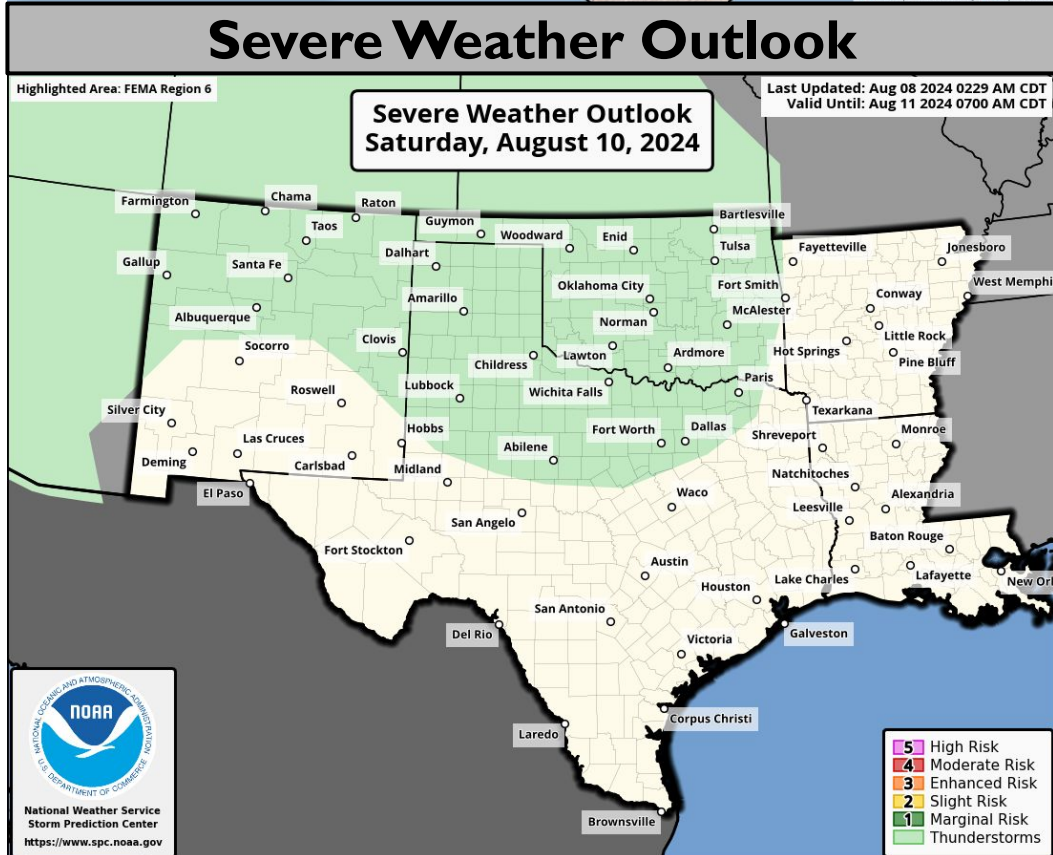 Severe Weather Outlook
Highlighted Area: FEMA Region 6
Last Updated: Aug 08 2024 0229 AM CDT
Valid Until: Aug 11 2024 0700 AM CDT
Severe Weather Outlook
Saturday, August 10, 2024
Farmington
Chama
Raton
Taos
Guymon
Woodward
Enid
Bartlesville
Tulsa
Fayetteville
Jonesboro
Gallup
Santa Fe
Dalhart
Oklahoma City
Fort Smith
West Memphi
Albuquerque
Amarillo
Norman
McAlester
Conway
Little Rock
Socorro
Clovis
Childress
Lawton
Ardmore
Hot Springs
Pine Bluff
Roswell
Lubbock
Wichita Falls
Paris
Silver City
Texarkana
Las Cruces
Hobbs
Abilene
Fort Worth
Dallas
Shreveport
Monroe
Deming
Carlsbad
Midland
Natchitoches
El Paso
Waco
Alexandria
San Angelo
Leesville
Fort Stockton
Baton Rouge
Austin
Houston
Lake Charles
Lafayette
New Orl
San Antonio
Del Rio
Galveston
Victoria
Corpus Christi
Laredo
Brownsville
NATIONAL OCEANIC AND ATMOSPHERIC ADMINISTRATION
NOAA
U.S. DEPARTMENT OF COMMERCE
National Weather Service
Storm Prediction Center
https://www.spc.noaa.gov
5 High Risk
4 Moderate Risk
3 Enhanced Risk
2 Slight Risk
1 Marginal Risk
Thunderstorms